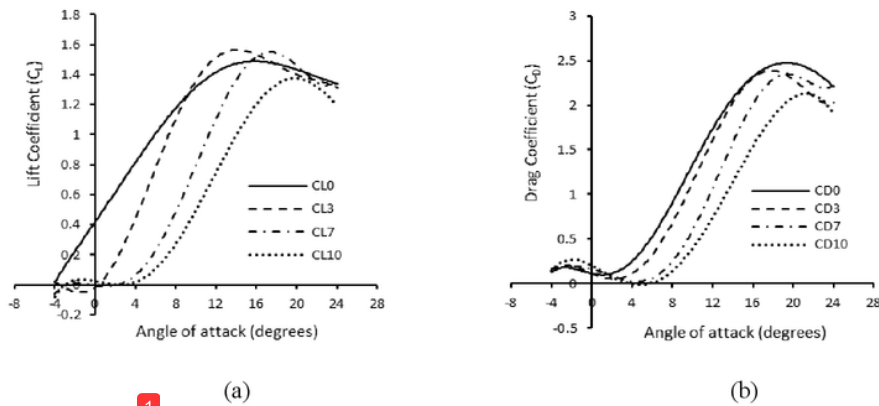 1.8
1.6
1.4
1.2
1
0.8
0.6
0.4
0.2
0
-0.2
-8 -4 0 4 8 12 16 20 24 28
Lift Coefficient (CL)
Angle of attack (degrees)
CL0
CL3
CL7
CL10
(a)
3
2.5
2
1.5
1
0.5
0
-0.5
-8 -4 0 4 8 12 16 20 24 28
Drag Coefficient (CD)
Angle of attack (degrees)
CD0
CD3
CD7
CD10
(b)
1